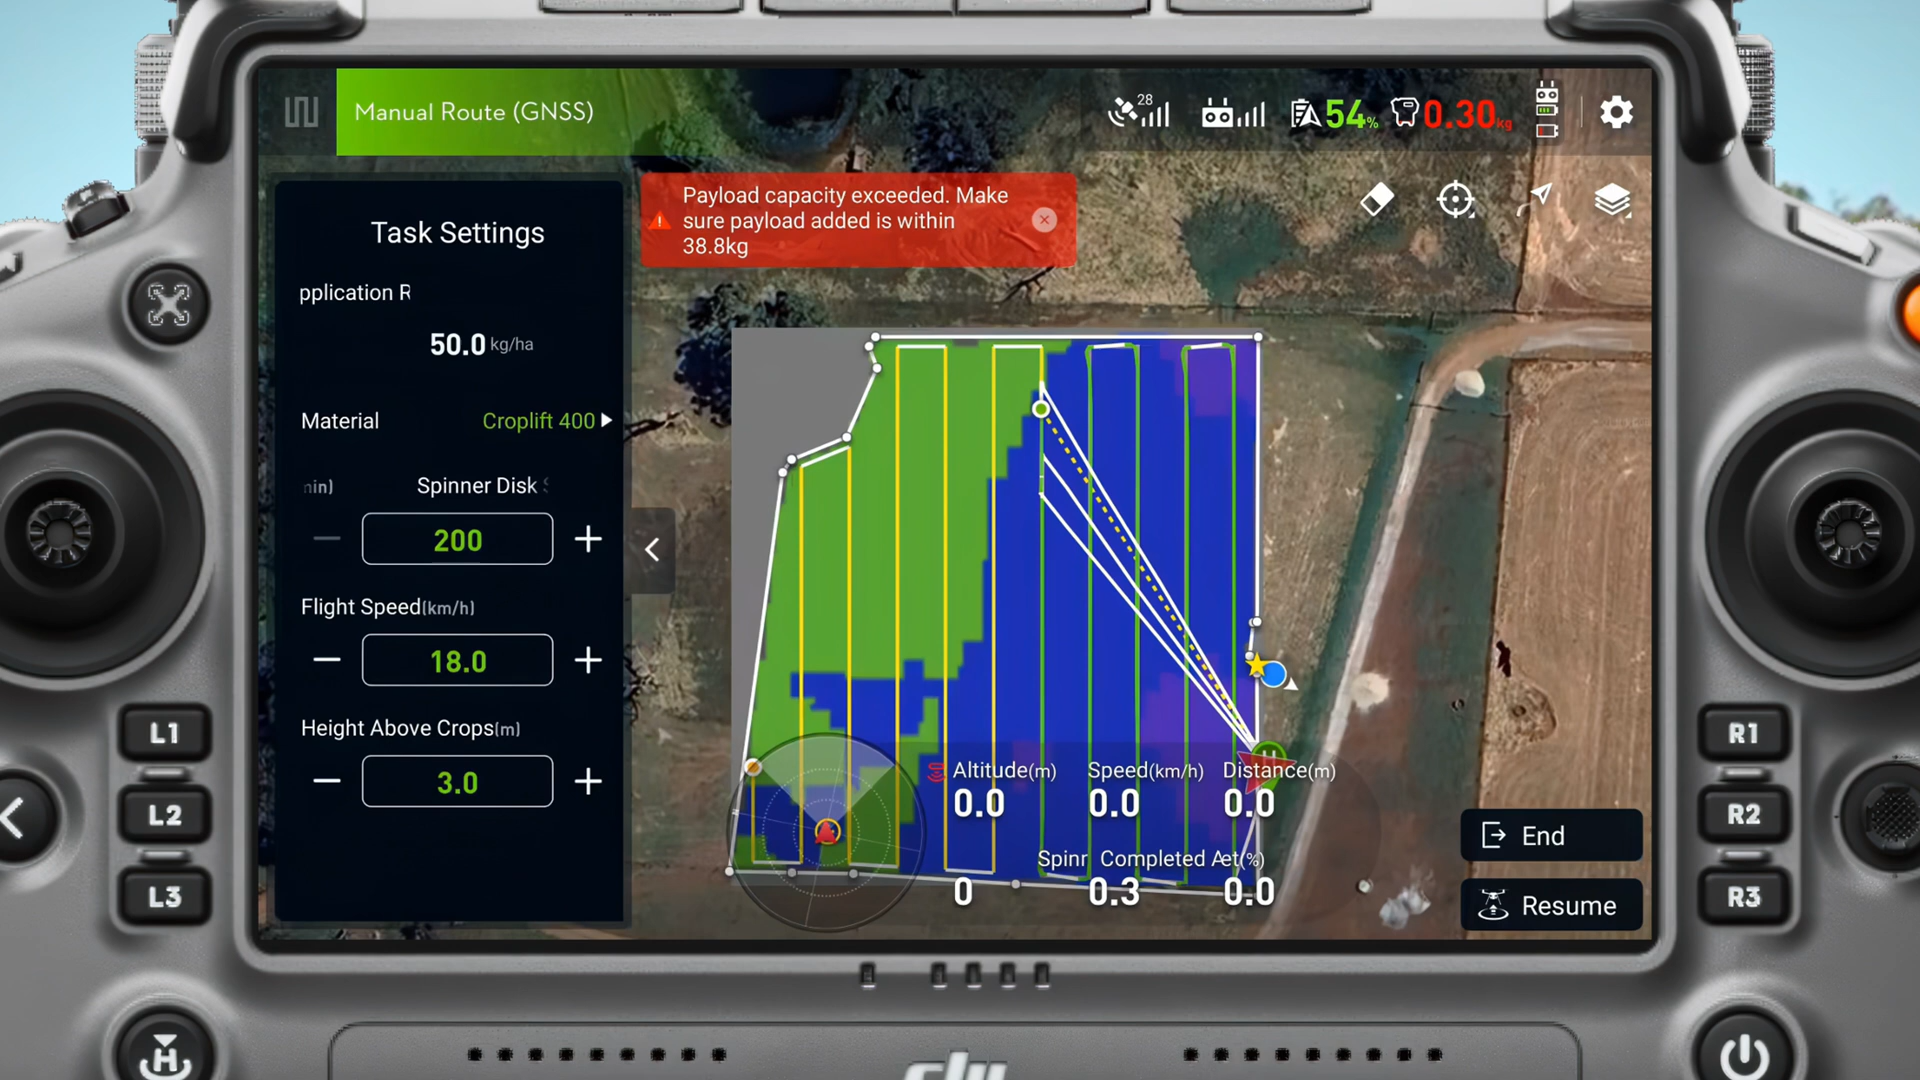 Manual Route (GNSS)
28
54%
0.30kg
Payload capacity exceeded. Make
sure payload added is within
38.8kg
Task Settings
pplication R
50.0 kg/ha
Material
Croplift 400
nin)
Spinner Disk
200
Flight Speed(km/h)
18.0
Height Above Crops(m)
3.0
Altitude(m)
Speed(km/h)
Distance(m)
0.0
0.0
0.0
Spinr
Completed A
et(%)
0
0.3
0.0
End
Resume
L1
L2
L3
R1
R2
R3
H
dji